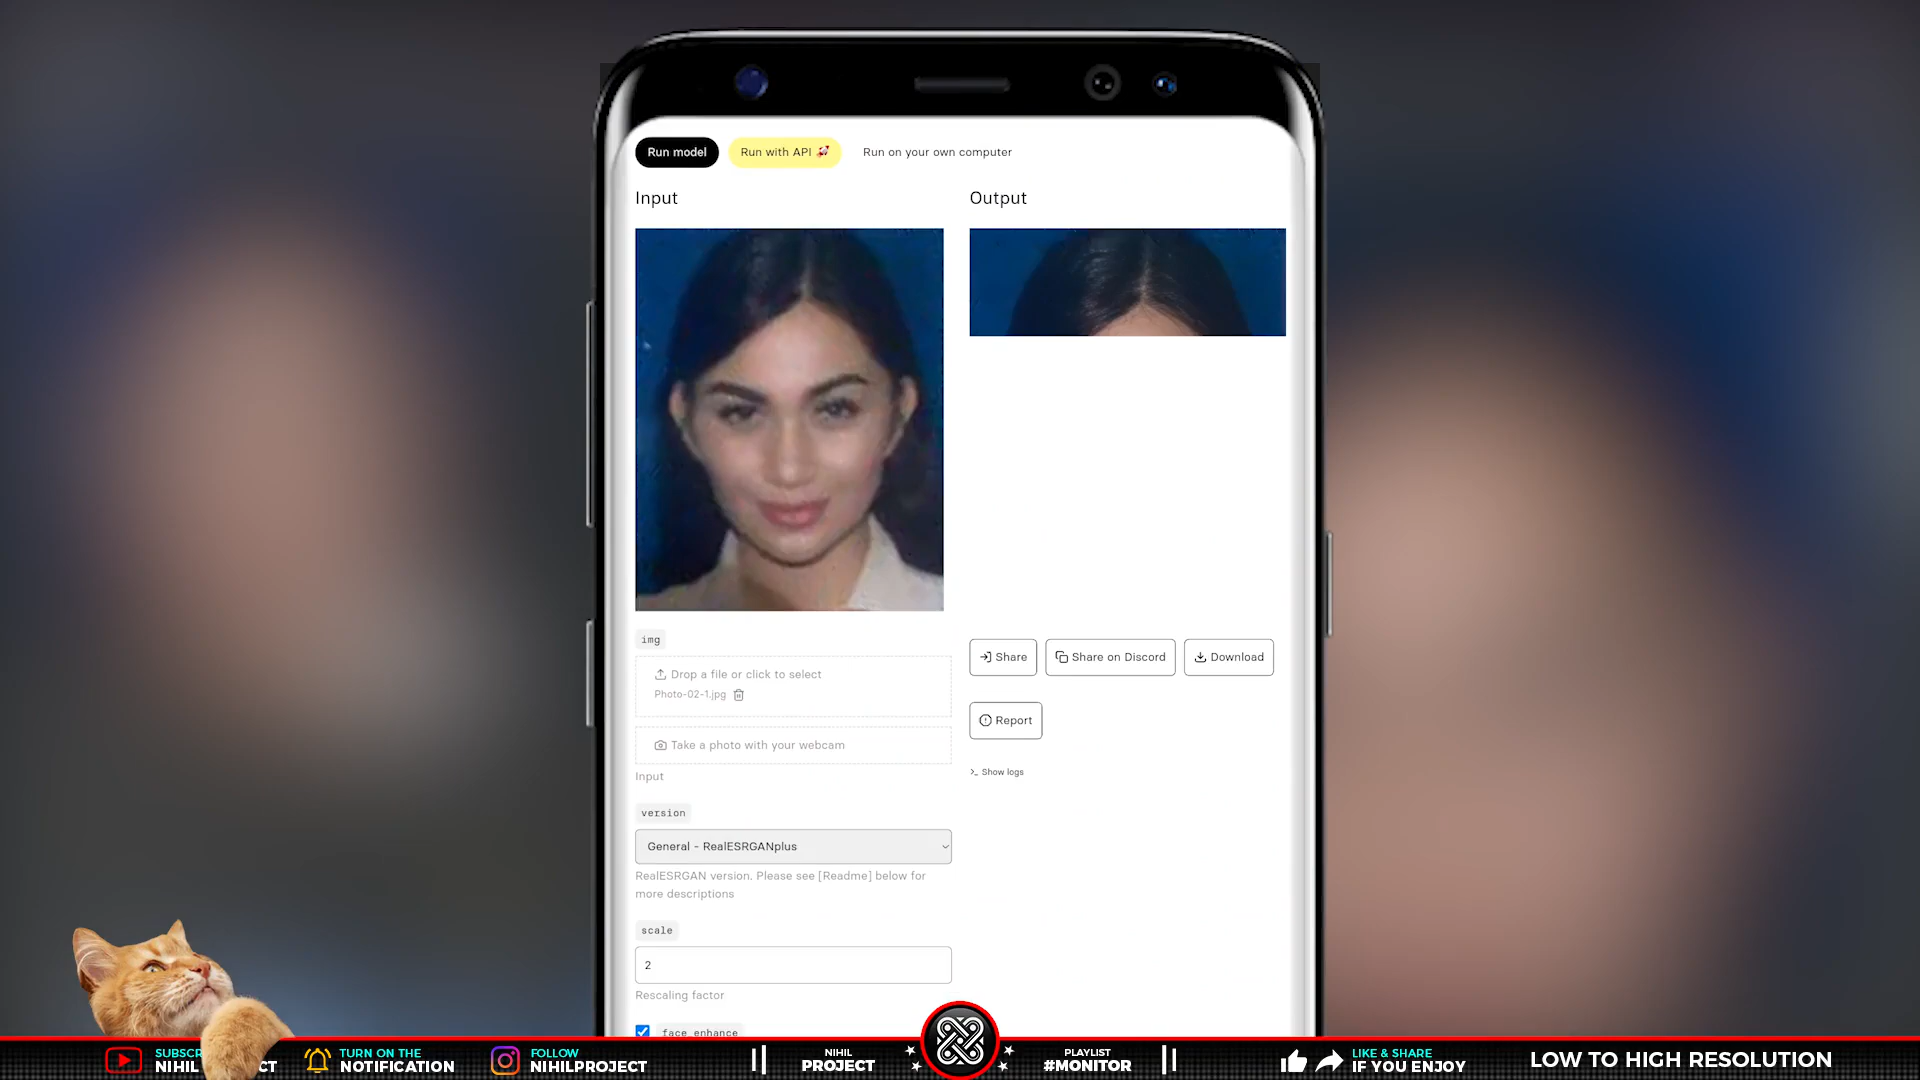 Run model
Run with API
Run on your own computer
Input
Output
img
Drop a file or click to select
Photo-02-1.jpg
Take a photo with your webcam
Input
version
General - RealESRGANplus
RealESRGAN version. Please see [Readme] below for
more descriptions
scale
2
Rescaling factor
face_enhance
Share
Share on Discord
Download
Report
Show logs
NIHIL
TURN ON THE
NOTIFICATION
FOLLOW
NIHILPROJECT
NIHIL
PROJECT
PLAYLIST
#MONITOR
LIKE & SHARE
IF YOU ENJOY
LOW TO HIGH RESOLUTION